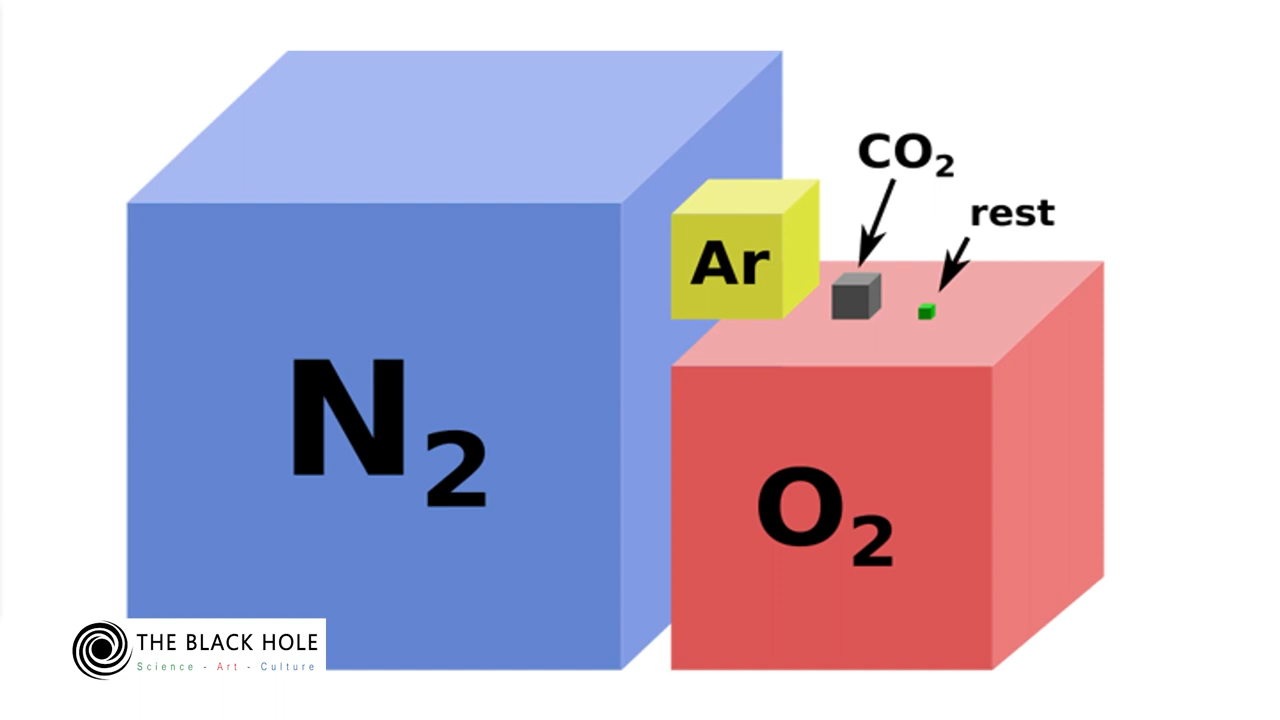 CO₂
rest
Ar
N₂
O₂
THE BLACK HOLE
Science - Art - Culture